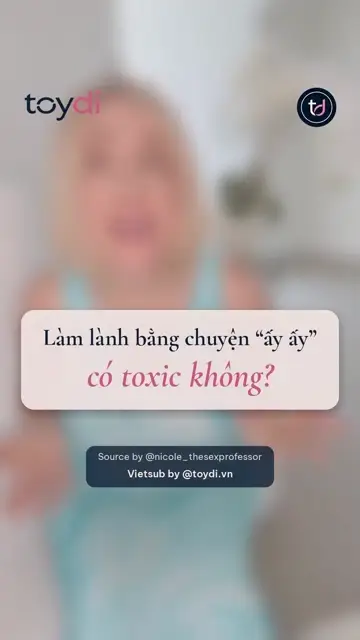 toydi
td
Làm lành bằng chuyện “ấy ấy”
có toxic không?
Source by @nicole_thesexprofessor
Vietsub by @toydi.vn